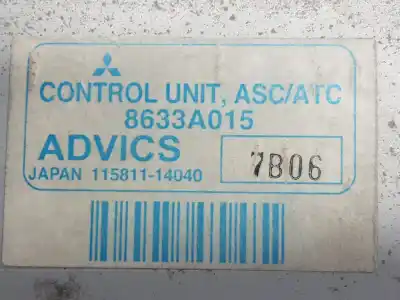 CONTROL UNIT, ASC/ATC
8633A015
ADVICS 7B06
JAPAN 115811-14040